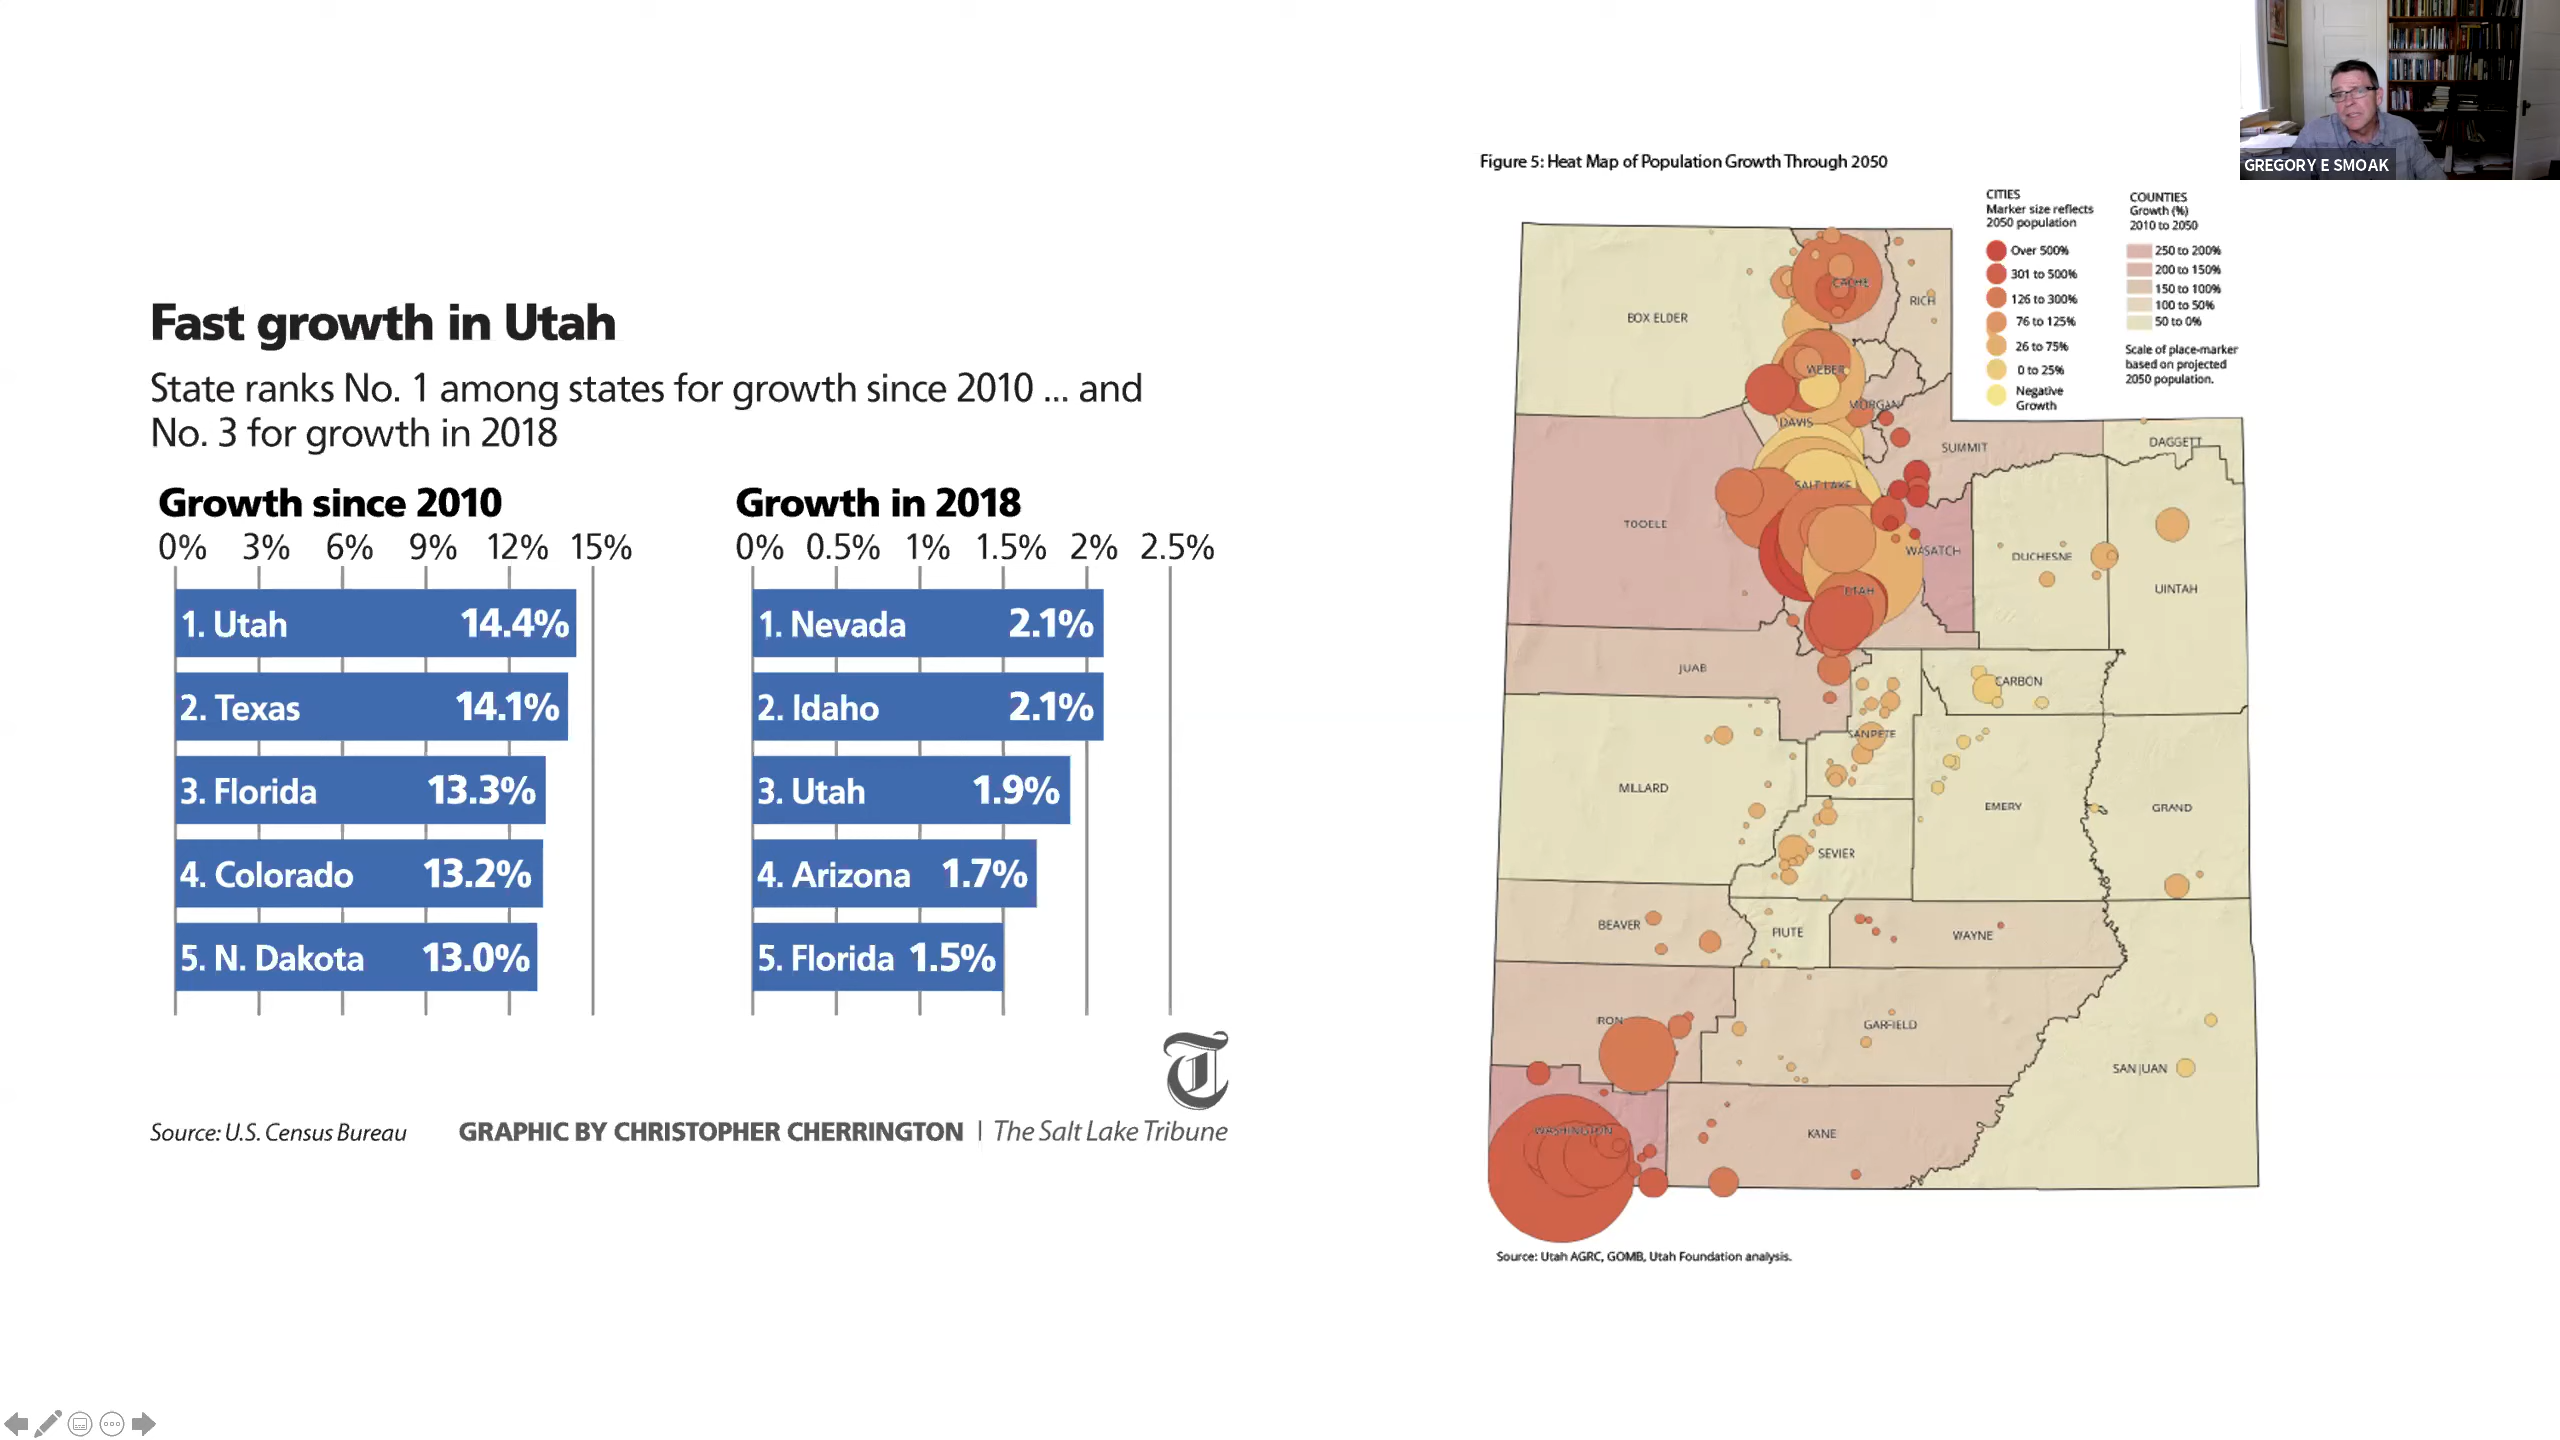 Fast growth in Utah
State ranks No. 1 among states for growth since 2010 ... and
No. 3 for growth in 2018
Growth since 2010
0% 3% 6% 9% 12% 15%
1. Utah 14.4%
2. Texas 14.1%
3. Florida 13.3%
4. Colorado 13.2%
5. N. Dakota 13.0%
Growth in 2018
0% 0.5% 1% 1.5% 2% 2.5%
1. Nevada 2.1%
2. Idaho 2.1%
3. Utah 1.9%
4. Arizona 1.7%
5. Florida 1.5%
T
Source: U.S. Census Bureau
GRAPHIC BY CHRISTOPHER CHERRINGTON | The Salt Lake Tribune
Figure 5: Heat Map of Population Growth Through 2050
CITIES
Marker size reflects
2050 population
Over 500%
301 to 500%
126 to 300%
76 to 125%
26 to 75%
0 to 25%
Negative
Growth
COUNTIES
Growth (%)
2010 to 2050
250 to 200%
200 to 150%
150 to 100%
100 to 50%
50 to 0%
Scale of place-marker
based on projected
2050 population.
CACHE
RICH
BOX ELDER
WEBER
MORGAN
DAVIS
SUMMIT
DAGGETT
SALT LAKE
TOOELE
WASATCH
DUCHESNE
UINTAH
UTAH
JUAB
CARBON
SANPETE
MILLARD
EMERY
GRAND
SEVIER
BEAVER
PIUTE
WAYNE
IRON
GARFIELD
SAN JUAN
WASHINGTON
KANE
Source: Utah AGRC, GOMB, Utah Foundation analysis.
GREGORY E SMOAK